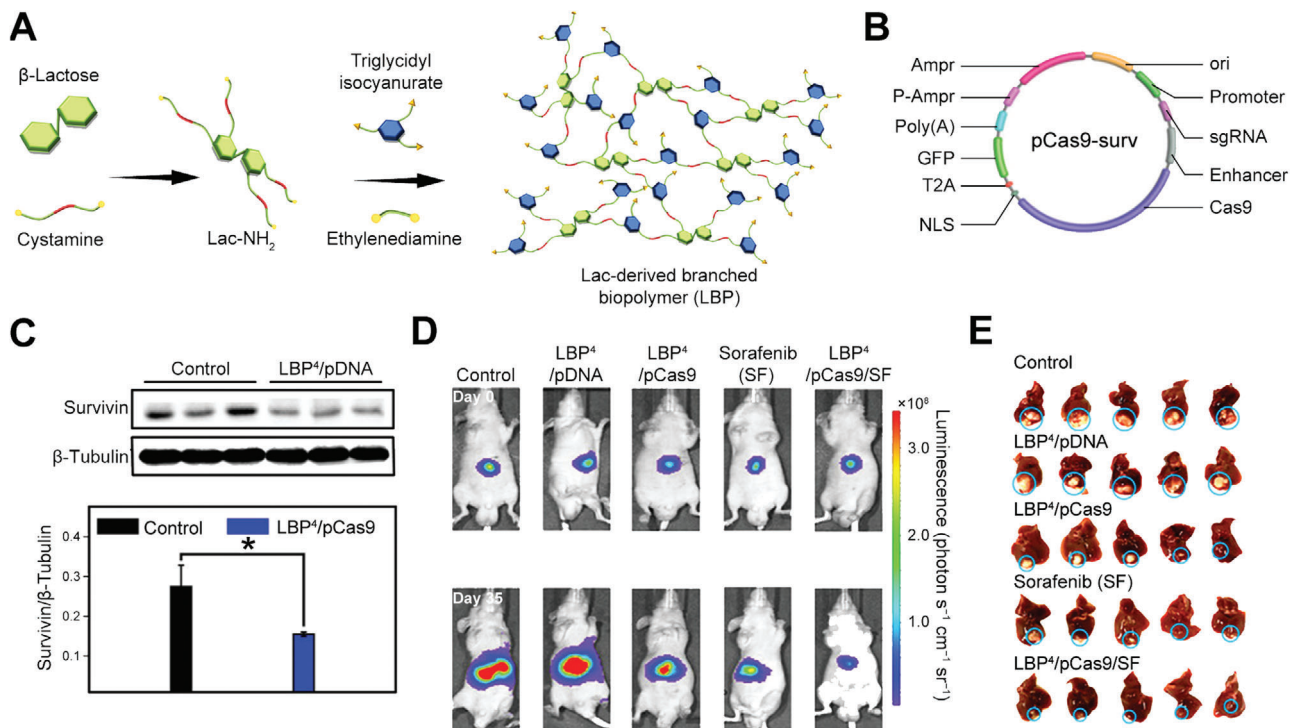 A
β-Lactose
Cystamine
Lac-NH₂
Triglycidyl
isocyanurate
Ethylenediamine
Lac-derived branched
biopolymer (LBP)
B
Ampr
P-Ampr
Poly(A)
GFP
T2A
NLS
pCas9-surv
ori
Promoter
sgRNA
Enhancer
Cas9
C
Control
LBP⁴/pDNA
Survivin
β-Tubulin
Control
LBP⁴/pCas9
*
Survivin/β-Tubulin
0.4
0.3
0.2
0.1
D
Control
LBP⁴
/pDNA
LBP⁴
/pCas9
Sorafenib
(SF)
LBP⁴
/pCas9/SF
Day 0
Day 35
×10⁸
3.0
2.0
1.0
Luminescence (photon s⁻¹ cm⁻¹ sr⁻¹)
E
Control
LBP⁴/pDNA
LBP⁴/pCas9
Sorafenib (SF)
LBP⁴/pCas9/SF